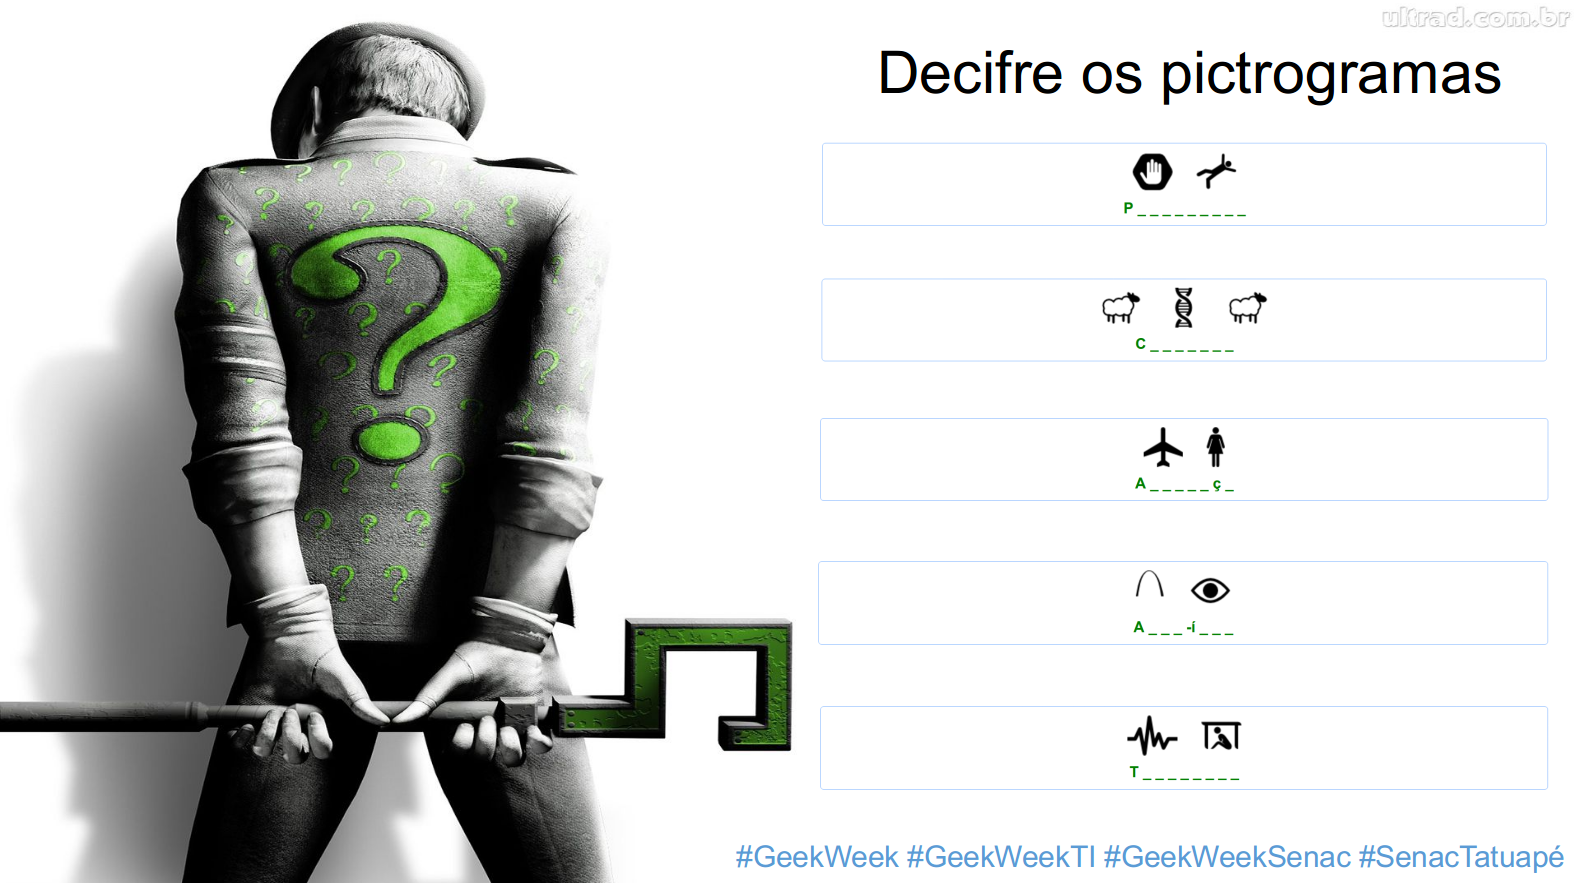 ultrad.com.br
Decifre os pictrogramas
P _ _ _ _ _ _ _ _ _
C _ _ _ _ _ _ _
A _ _ _ _ _ ç _
A _ _ _ -í _ _ _
T _ _ _ _ _ _ _ _
#GeekWeek #GeekWeekTI #GeekWeekSenac #SenacTatuapé